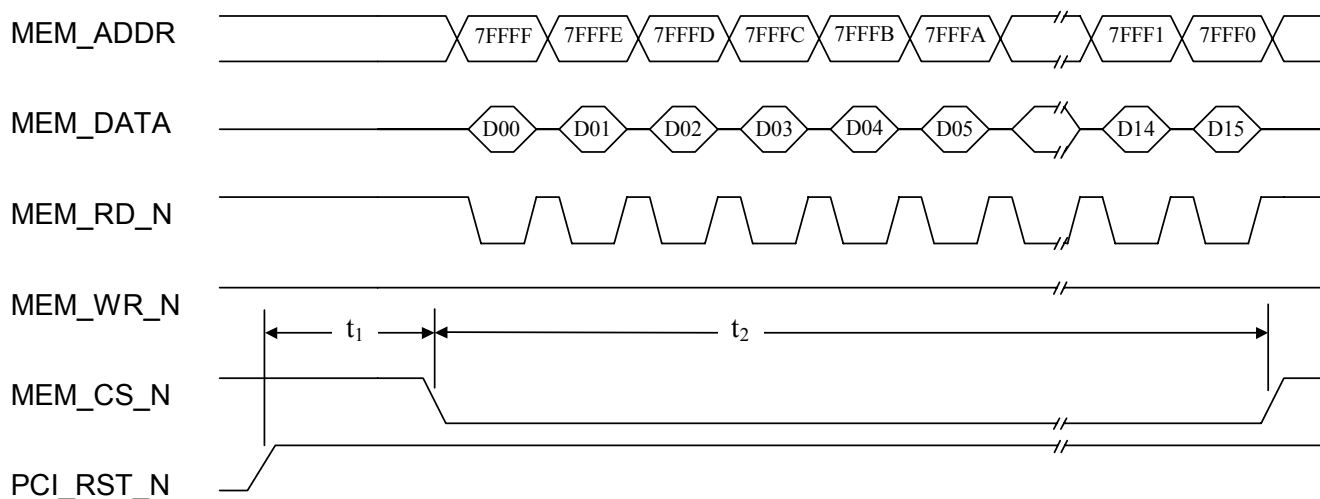 MEM_ADDR 7FFFF 7FFFE 7FFFD 7FFFC 7FFFB 7FFFA 7FFF1 7FFF0
MEM_DATA D00 D01 D02 D03 D04 D05 D14 D15
MEM_RD_N
MEM_WR_N
t₁ t₂
MEM_CS_N
PCI_RST_N